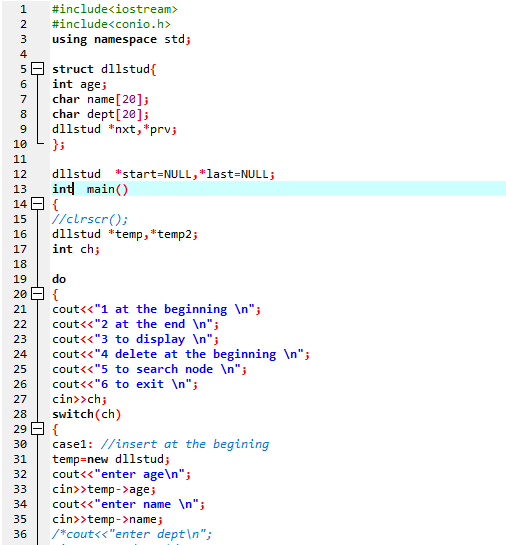 1 #include<iostream>
2 #include<conio.h>
3 using namespace std;
4
5 struct dllstud{
6 int age;
7 char name[20];
8 char dept[20];
9 dllstud *nxt,*prv;
10 };
11
12 dllstud  *start=NULL,*last=NULL;
13 int  main()
14 {
15 //clrscr();
16 dllstud *temp,*temp2;
17 int ch;
18
19 do
20 {
21 cout<<"1 at the beginning \n";
22 cout<<"2 at the end \n";
23 cout<<"3 to display \n";
24 cout<<"4 delete at the beginning \n";
25 cout<<"5 to search node \n";
26 cout<<"6 to exit \n";
27 cin>>ch;
28 switch(ch)
29 {
30 case1: //insert at the begining
31 temp=new dllstud;
32 cout<<"enter age\n";
33 cin>>temp->age;
34 cout<<"enter name \n";
35 cin>>temp->name;
36 /*cout<<"enter dept\n";